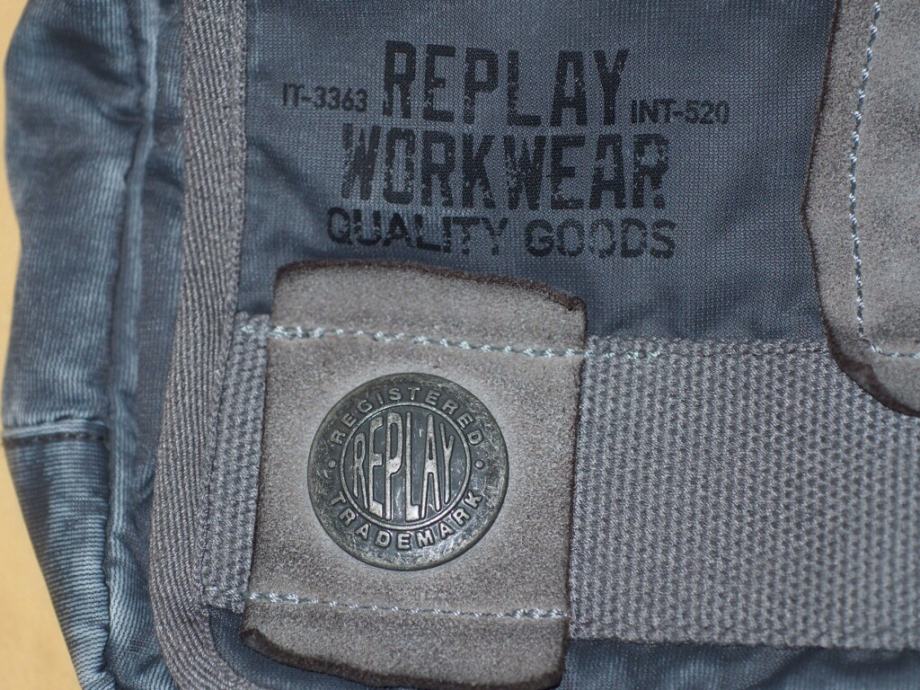 IT-3363 REPLAY INT-520
WORKWEAR
QUALITY GOODS
REGISTERED
REPLAY
TRADEMARK